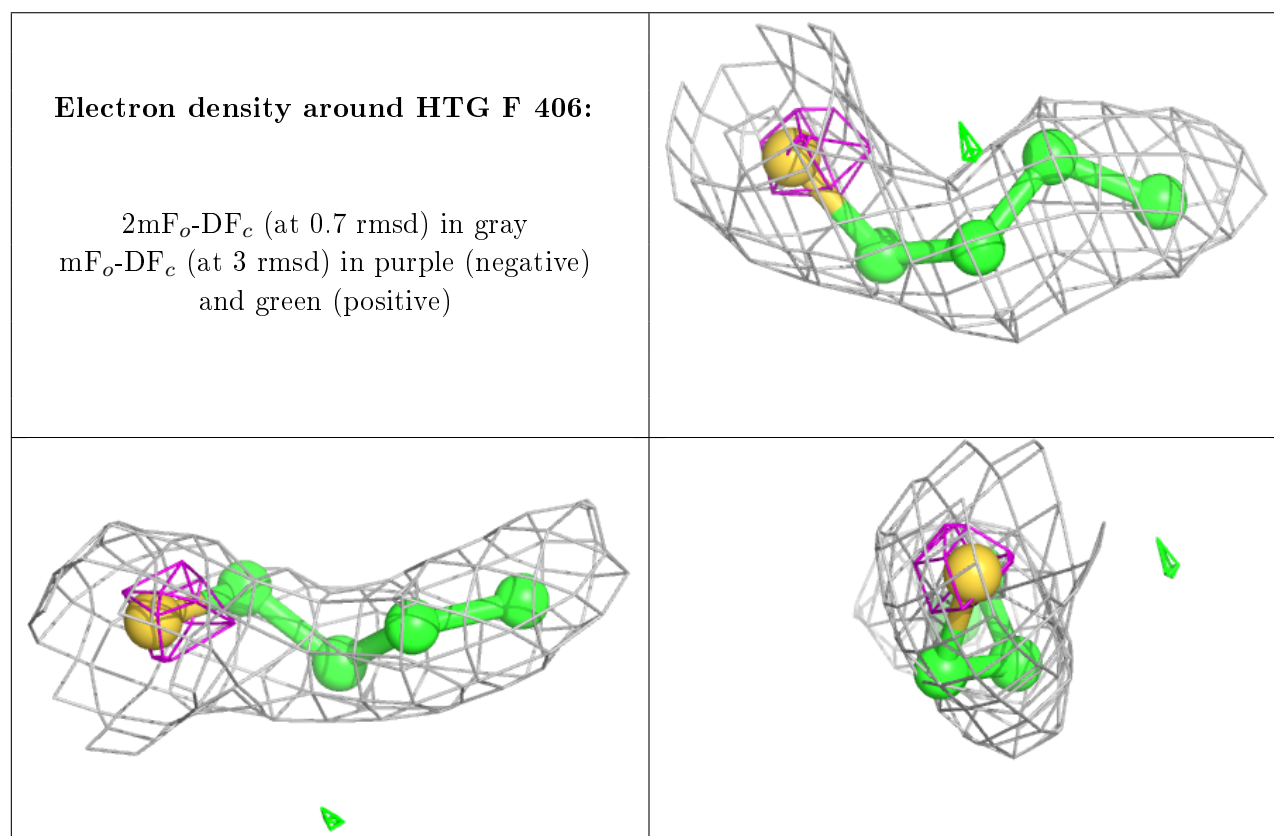 Electron density around HTG F 406:
2mFo-DFc (at 0.7 rmsd) in gray
mFo-DFc (at 3 rmsd) in purple (negative)
and green (positive)